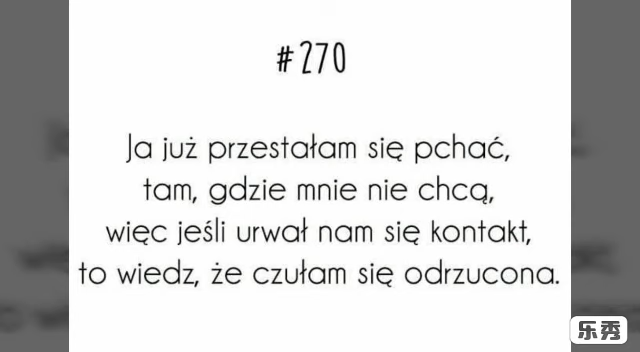 #270
Ja już przestałam się pchać,
tam, gdzie mnie nie chcą,
więc jeśli urwał nam się kontakt,
to wiedz, że czułam się odrzucona.
乐秀